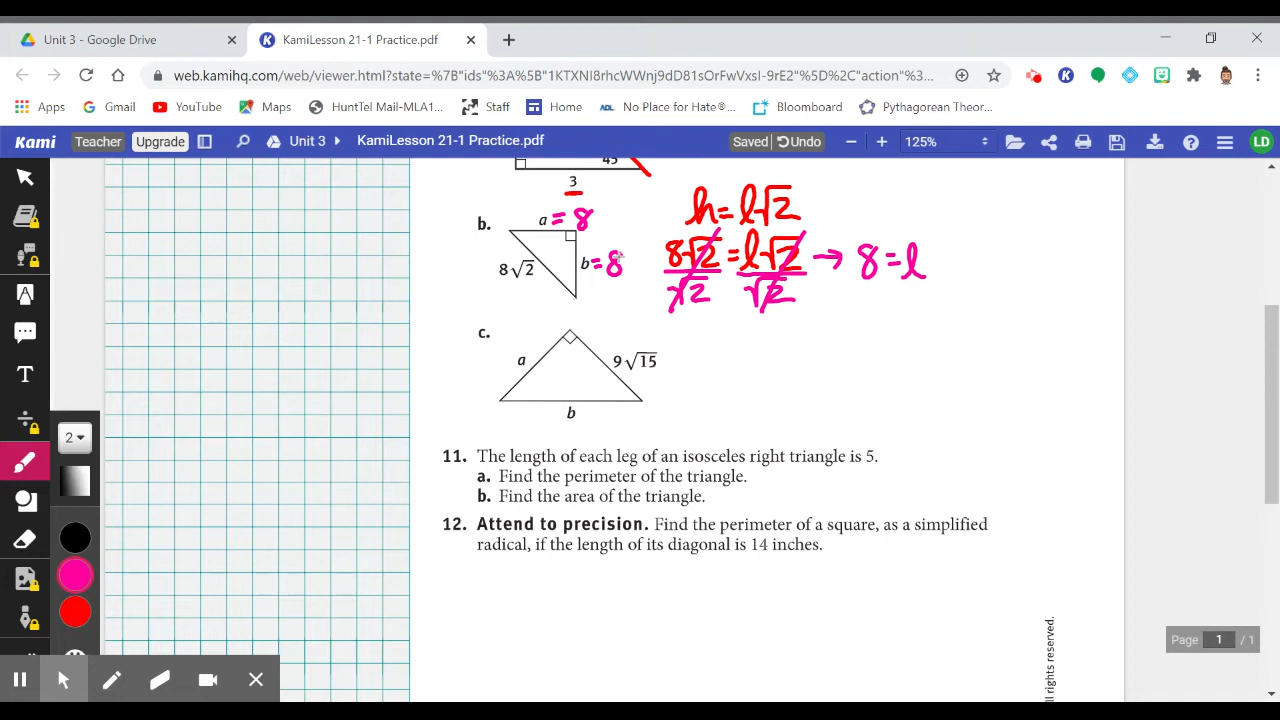 Unit 3 - Google Drive
KamiLesson 21-1 Practice.pdf
web.kamihq.com/web/viewer.html?state=%7B"ids"%3A%5B"1KTXNI8rhcWWnj9dD81sOrFwVxsI-9rE2"%5D%2C"action"%3...
Apps Gmail YouTube Maps HuntTel Mail-MLA1... Staff Home ADL No Place for Hate®... Bloomboard Pythagorean Theor...
Kami Teacher Upgrade Unit 3 KamiLesson 21-1 Practice.pdf Saved Undo 125% LD
45
3
h=l√2
b. a = 8
8√2 b=8
8√2 = l√2 → 8=l
√2 √2
c.
a 9√15
b
11. The length of each leg of an isosceles right triangle is 5.
a. Find the perimeter of the triangle.
b. Find the area of the triangle.
12. Attend to precision. Find the perimeter of a square, as a simplified
radical, if the length of its diagonal is 14 inches.
T
2
Page 1 / 1
ll rights reserved.